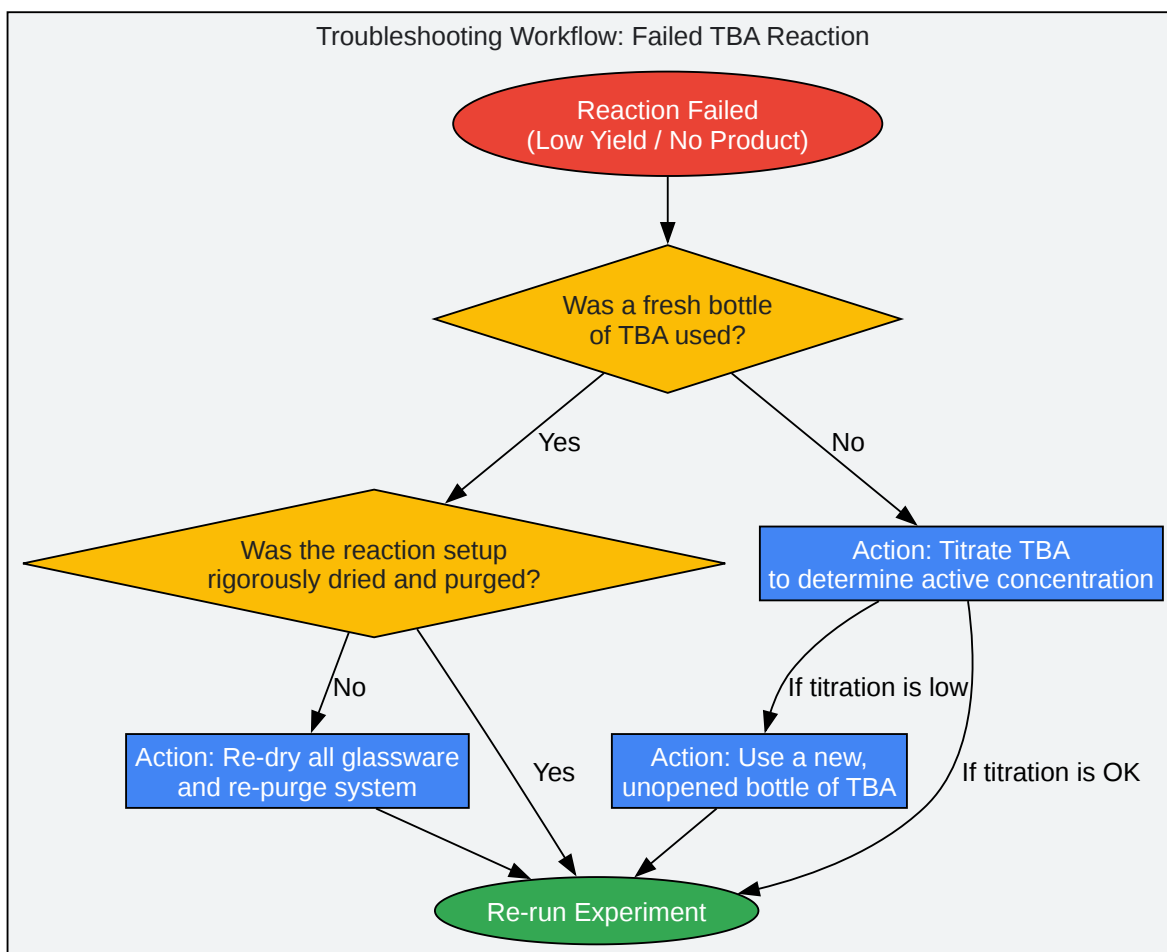 Troubleshooting Workflow: Failed TBA Reaction
Reaction Failed
(Low Yield / No Product)
Was a fresh bottle
of TBA used?
Yes
No
Was the reaction setup
rigorously dried and purged?
Action: Titrate TBA
to determine active concentration
No
If titration is low
Action: Re-dry all glassware
and re-purge system
Yes
Action: Use a new,
unopened bottle of TBA
If titration is OK
Re-run Experiment